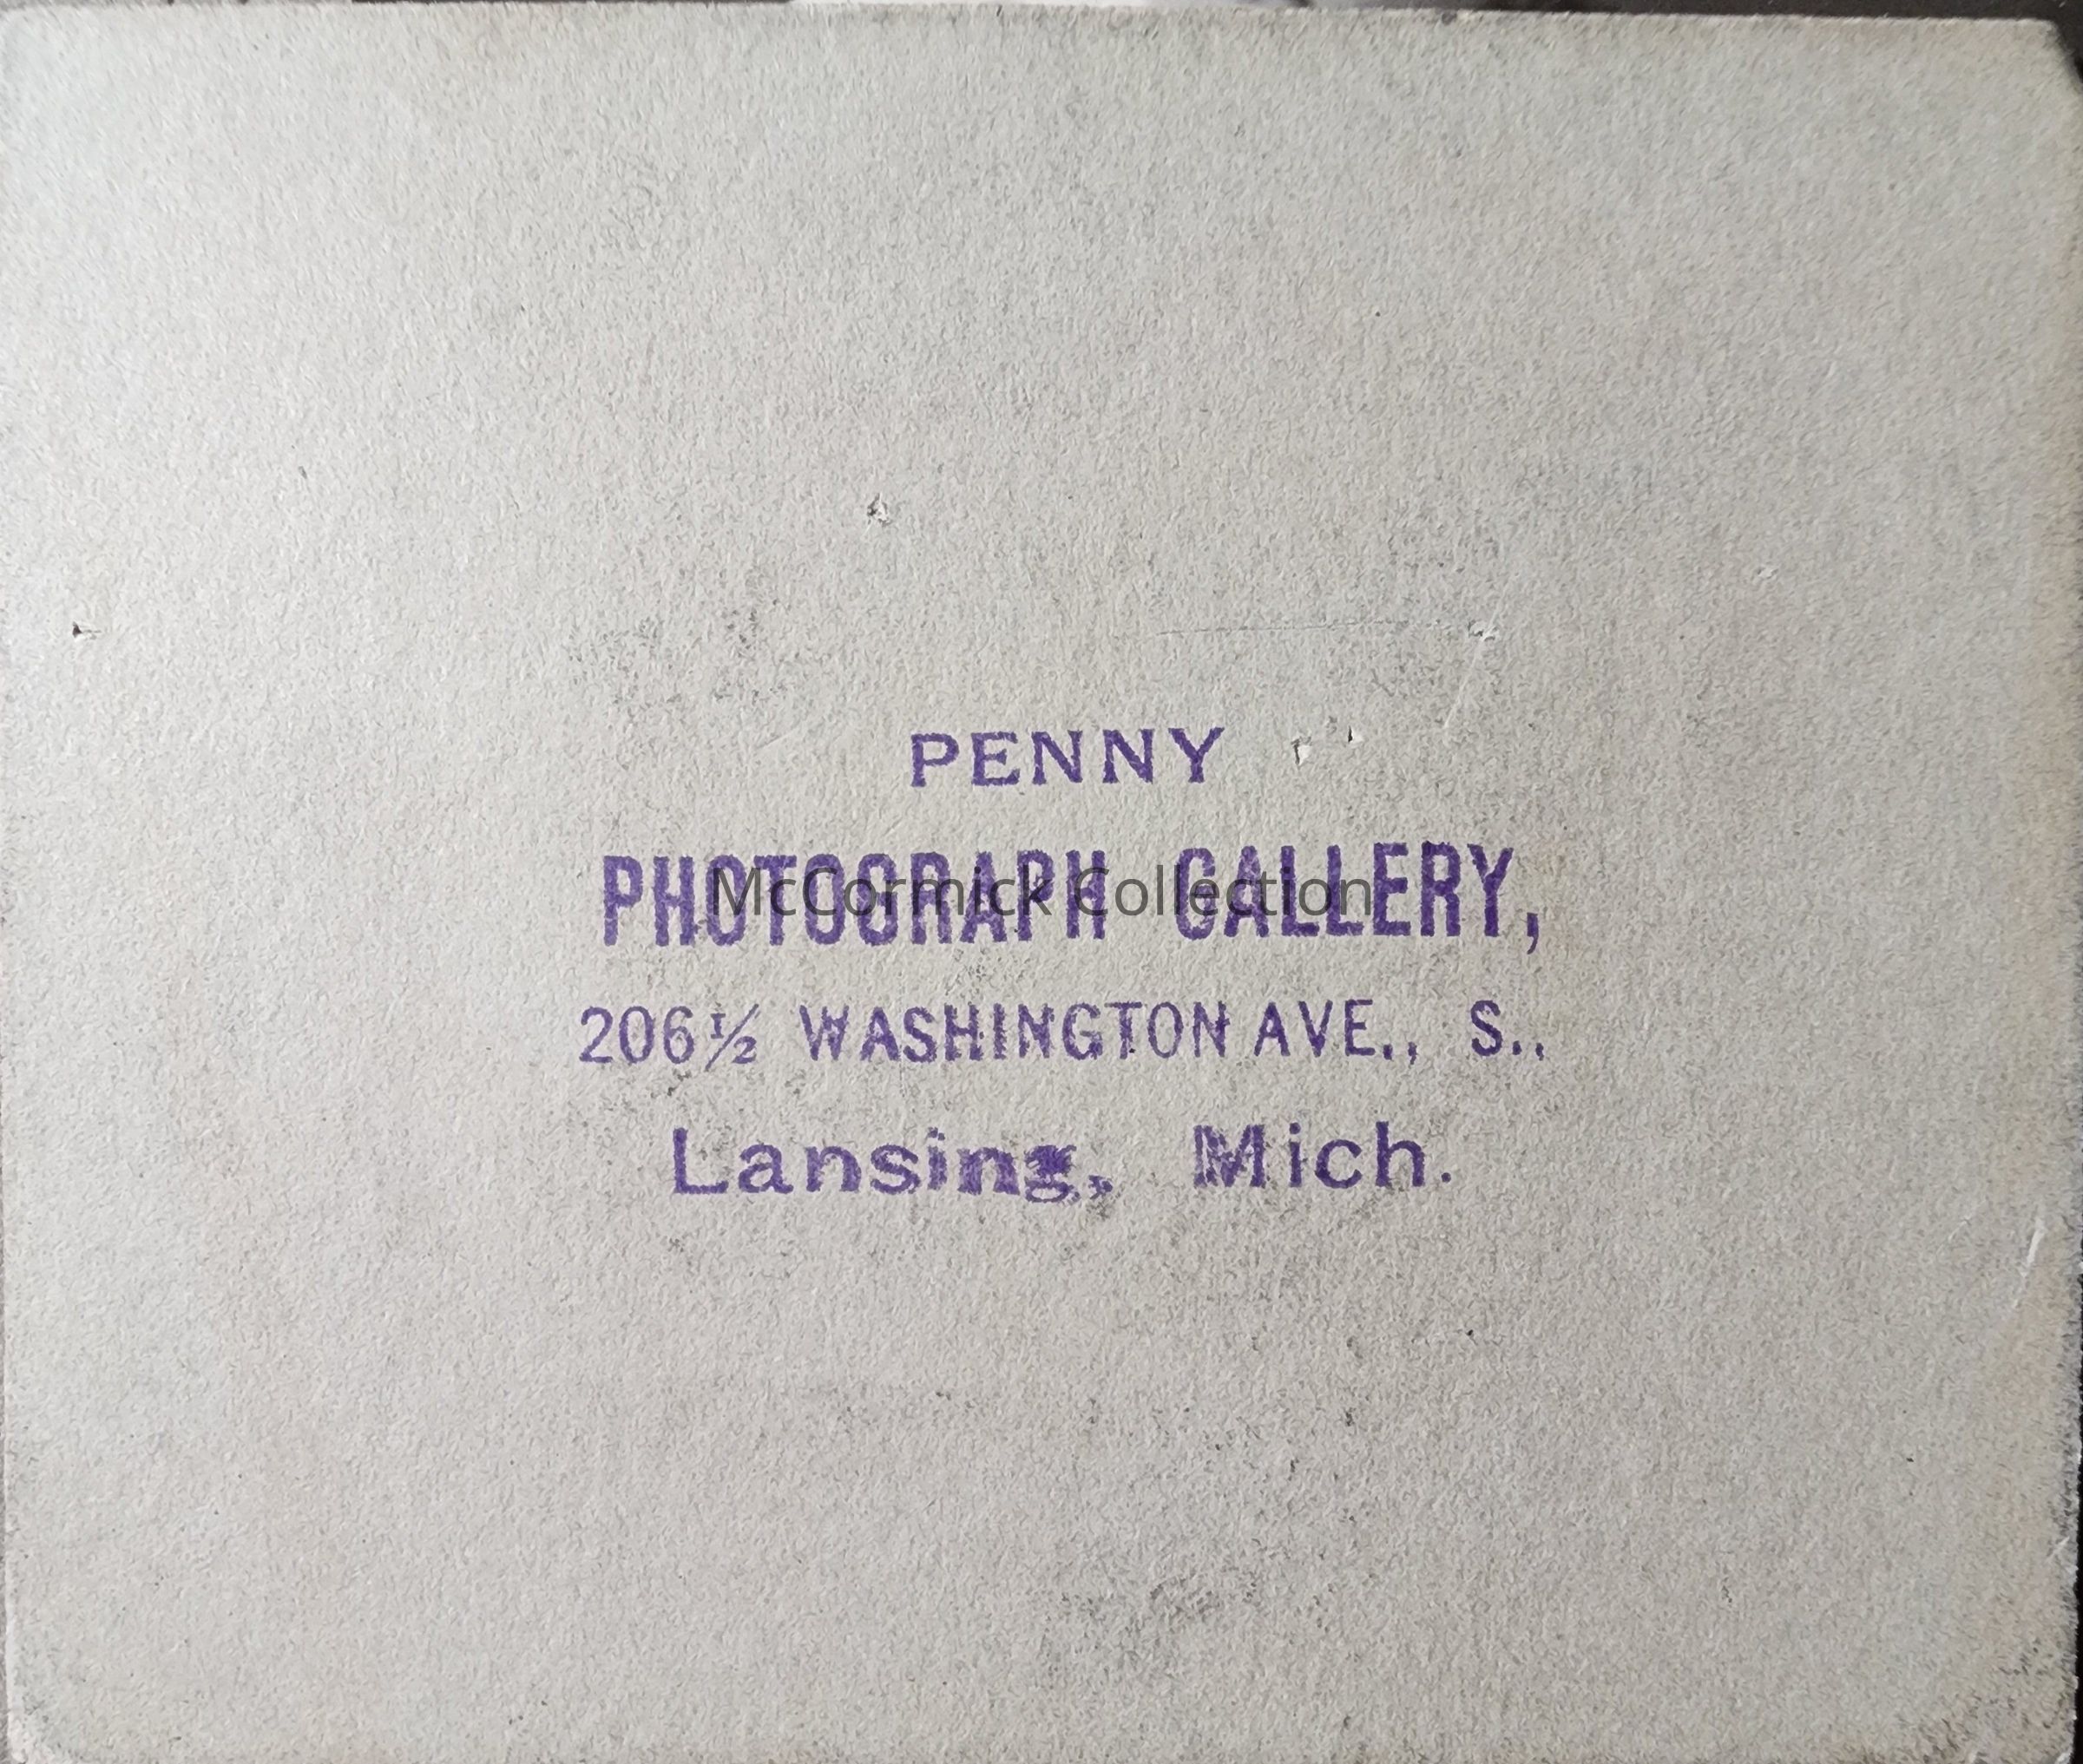 PENNY
PHOTOGRAPH GALLERY,
McCormick Collection
206½ WASHINGTON AVE., S.,
Lansing, Mich.